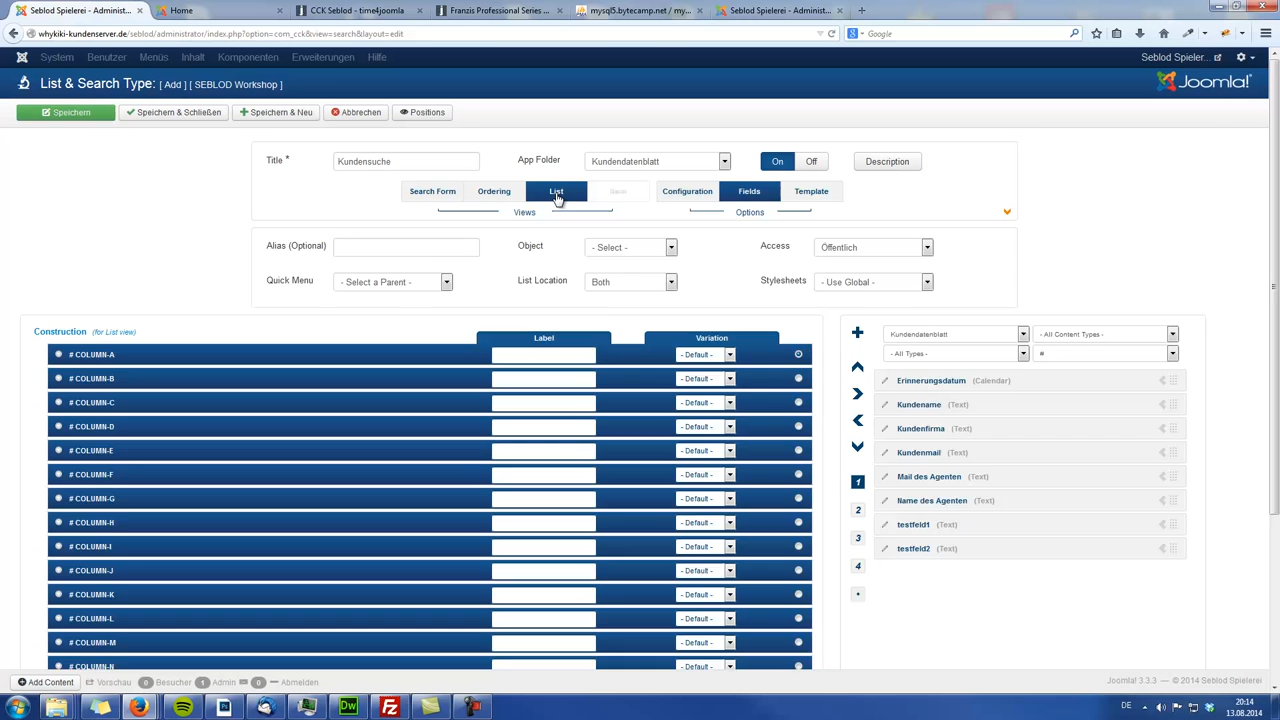 Seblod Spielerei - Administ...
Home
CCK Seblod - time4joomla
Franzis Professional Series ...
mysql5.bytecamp.net / my...
Seblod Spielerei - Administ...
whykiki-kundenserver.de/seblod/administrator/index.php?option=com_cck&view=search&layout=edit
Google
System Benutzer Menüs Inhalt Komponenten Erweiterungen Hilfe
Seblod Spieler...
List & Search Type: [ Add ] [ SEBLOD Workshop ]
Joomla!
Speichern
Speichern & Schließen
Speichern & Neu
Abbrechen
Positions
Title *
Kundensuche
App Folder
Kundendatenblatt
On
Off
Description
Search Form
Ordering
List
Configuration
Fields
Template
Views
Options
Alias (Optional)
Object
- Select -
Access
Öffentlich
Quick Menu
- Select a Parent -
List Location
Both
Stylesheets
- Use Global -
Construction (for List view)
Label
Variation
# COLUMN-A
- Default -
# COLUMN-B
- Default -
# COLUMN-C
- Default -
# COLUMN-D
- Default -
# COLUMN-E
- Default -
# COLUMN-F
- Default -
# COLUMN-G
- Default -
# COLUMN-H
- Default -
# COLUMN-I
- Default -
# COLUMN-J
- Default -
# COLUMN-K
- Default -
# COLUMN-L
- Default -
# COLUMN-M
- Default -
# COLUMN-N
- Default -
1
2
3
4
Kundendatenblatt
- All Content Types -
- All Types -
#
Erinnerungsdatum (Calendar)
Kundename (Text)
Kundenfirma (Text)
Kundenmail (Text)
Mail des Agenten (Text)
Name des Agenten (Text)
testfeld1 (Text)
testfeld2 (Text)
Add Content
Vorschau
0 Besucher
1 Admin
0
Abmelden
Joomla! 3.3.3 — © 2014 Seblod Spielerei
DE
20:14
13.08.2014